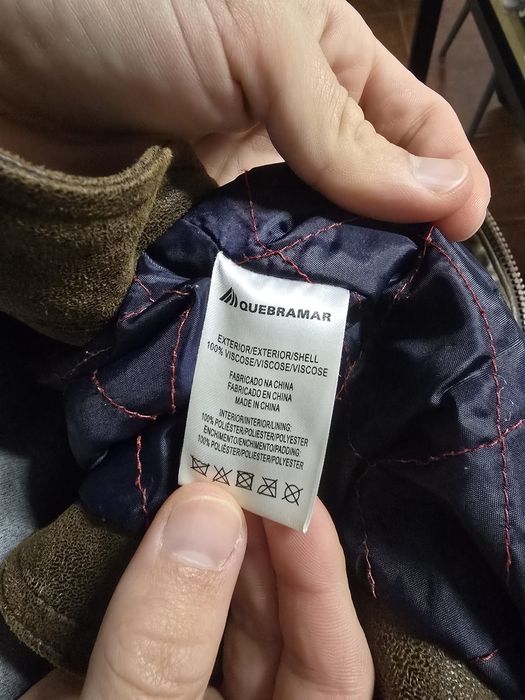 QUEBRAMAR
EXTERIOR/EXTERIOR/SHELL
100% VISCOSE/VISCOSE/VISCOSE
FABRICADO NA CHINA
FABRICADO EN CHINA
MADE IN CHINA
INTERIOR/INTERIOR/LINING:
100% POLIÉSTER/POLIESTER/POLYESTER
ENCHIMENTO/ENCHIMENTO/PADDING:
100% POLIÉSTER/POLIESTER/POLYESTER